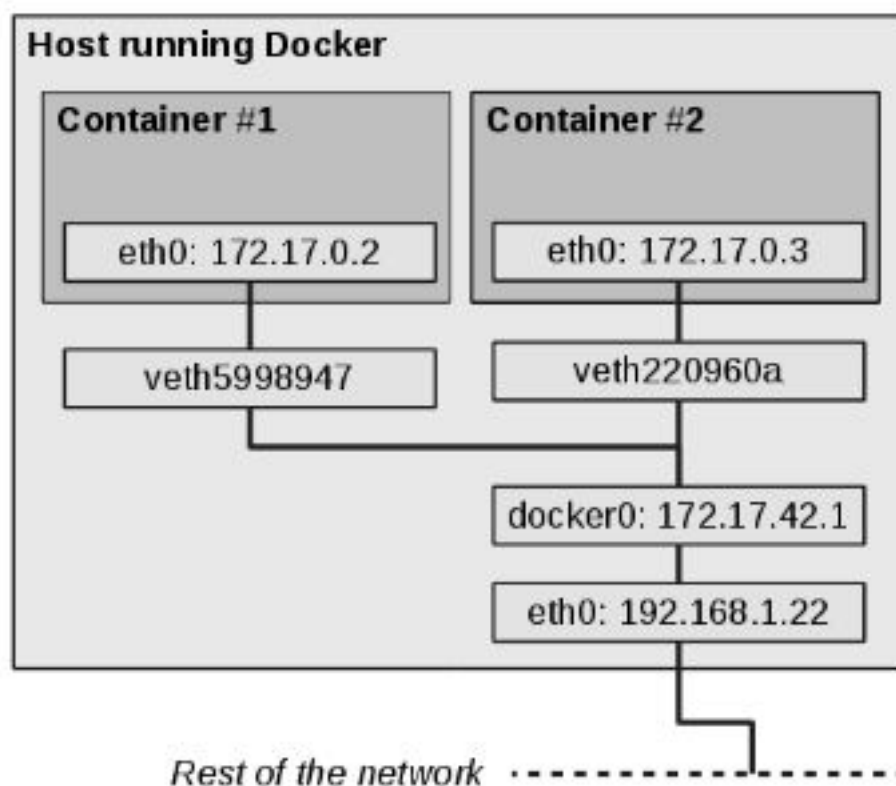 Host running Docker
Container #1
Container #2
eth0: 172.17.0.2
eth0: 172.17.0.3
veth5998947
veth220960a
docker0: 172.17.42.1
eth0: 192.168.1.22
Rest of the network